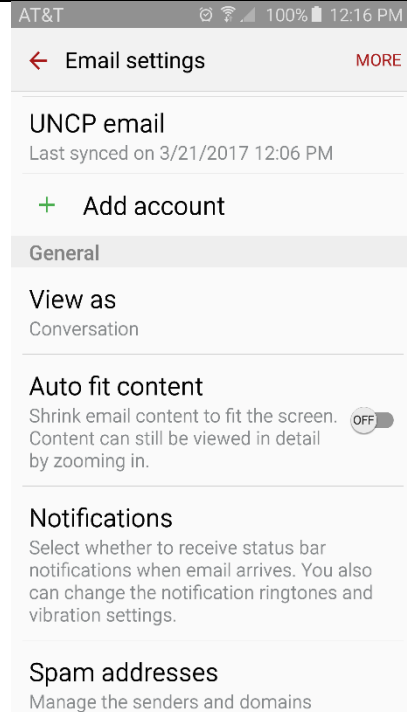 AT&T 100% 12:16 PM
Email settings MORE
UNCP email
Last synced on 3/21/2017 12:06 PM
+ Add account
General
View as
Conversation
Auto fit content
Shrink email content to fit the screen.
OFF
Content can still be viewed in detail
by zooming in.
Notifications
Select whether to receive status bar
notifications when email arrives. You also
can change the notification ringtones and
vibration settings.
Spam addresses
Manage the senders and domains